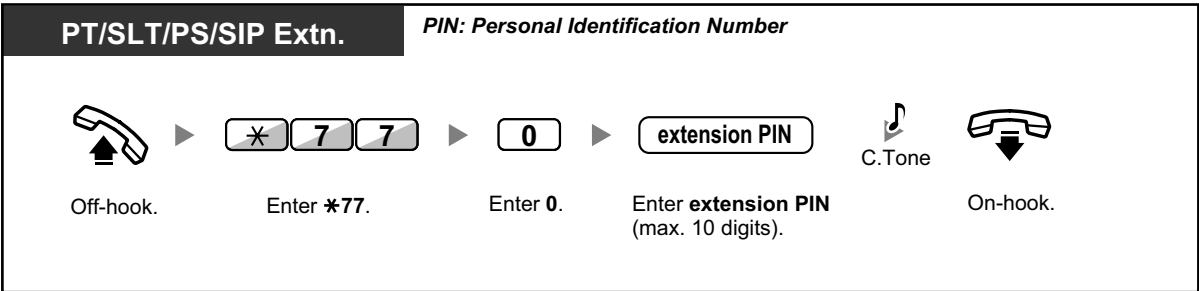 PT/SLT/PS/SIP Extn.
PIN: Personal Identification Number
✳ 7 7 0 extension PIN
C.Tone
Off-hook. Enter ✳77. Enter 0. Enter extension PIN
(max. 10 digits). On-hook.